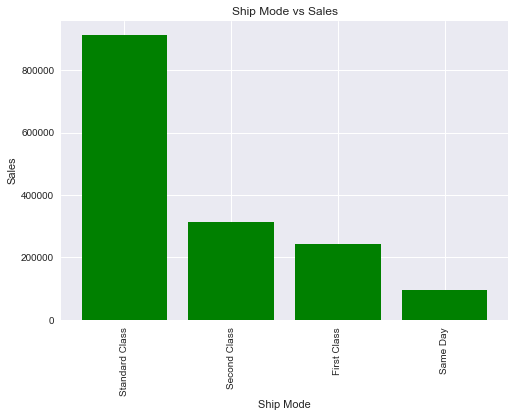 Ship Mode vs Sales
800000
600000
400000
200000
0
Sales
Standard Class
Second Class
First Class
Same Day
Ship Mode